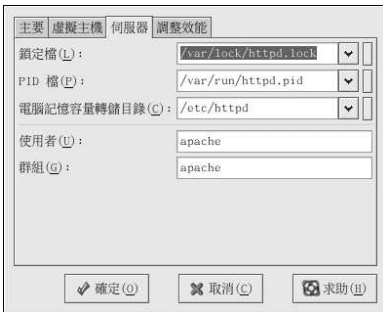 主要 虛擬主機 伺服器 調整效能
鎖定檔(L): /var/lock/httpd.lock
PID 檔(P): /var/run/httpd.pid
電腦記憶容量轉儲目錄(C): /etc/httpd
使用者(U): apache
群組(G): apache
確定(O) 取消(C) 求助(H)